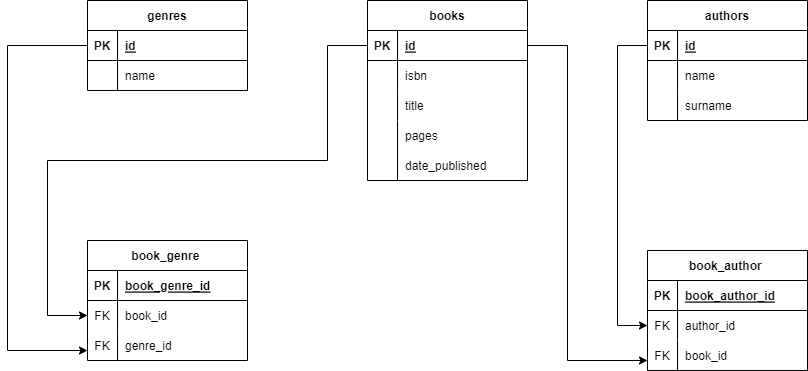 genres
PK id
name
books
PK id
isbn
title
pages
date_published
authors
PK id
name
surname
book_genre
PK book_genre_id
FK book_id
FK genre_id
book_author
PK book_author_id
FK author_id
FK book_id